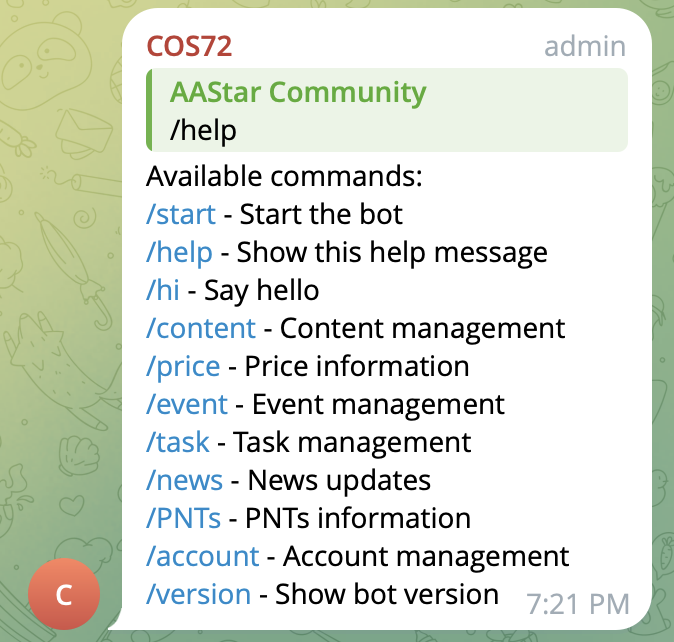 COS72 admin
AAStar Community
/help
Available commands:
/start - Start the bot
/help - Show this help message
/hi - Say hello
/content - Content management
/price - Price information
/event - Event management
/task - Task management
/news - News updates
/PNTs - PNTs information
/account - Account management
/version - Show bot version 7:21 PM
C